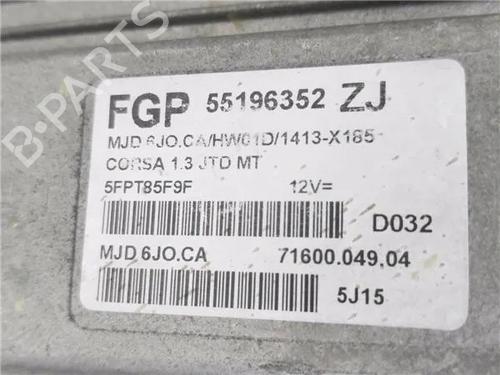 B-PARTS
FGP 55196352 ZJ
MJD 6JO.CA/HW01D/1413-X185
CORSA 1.3 JTD MT
5FPT85F9F 12V=
D032
MJD 6JO.CA 71600.049.04
5J15